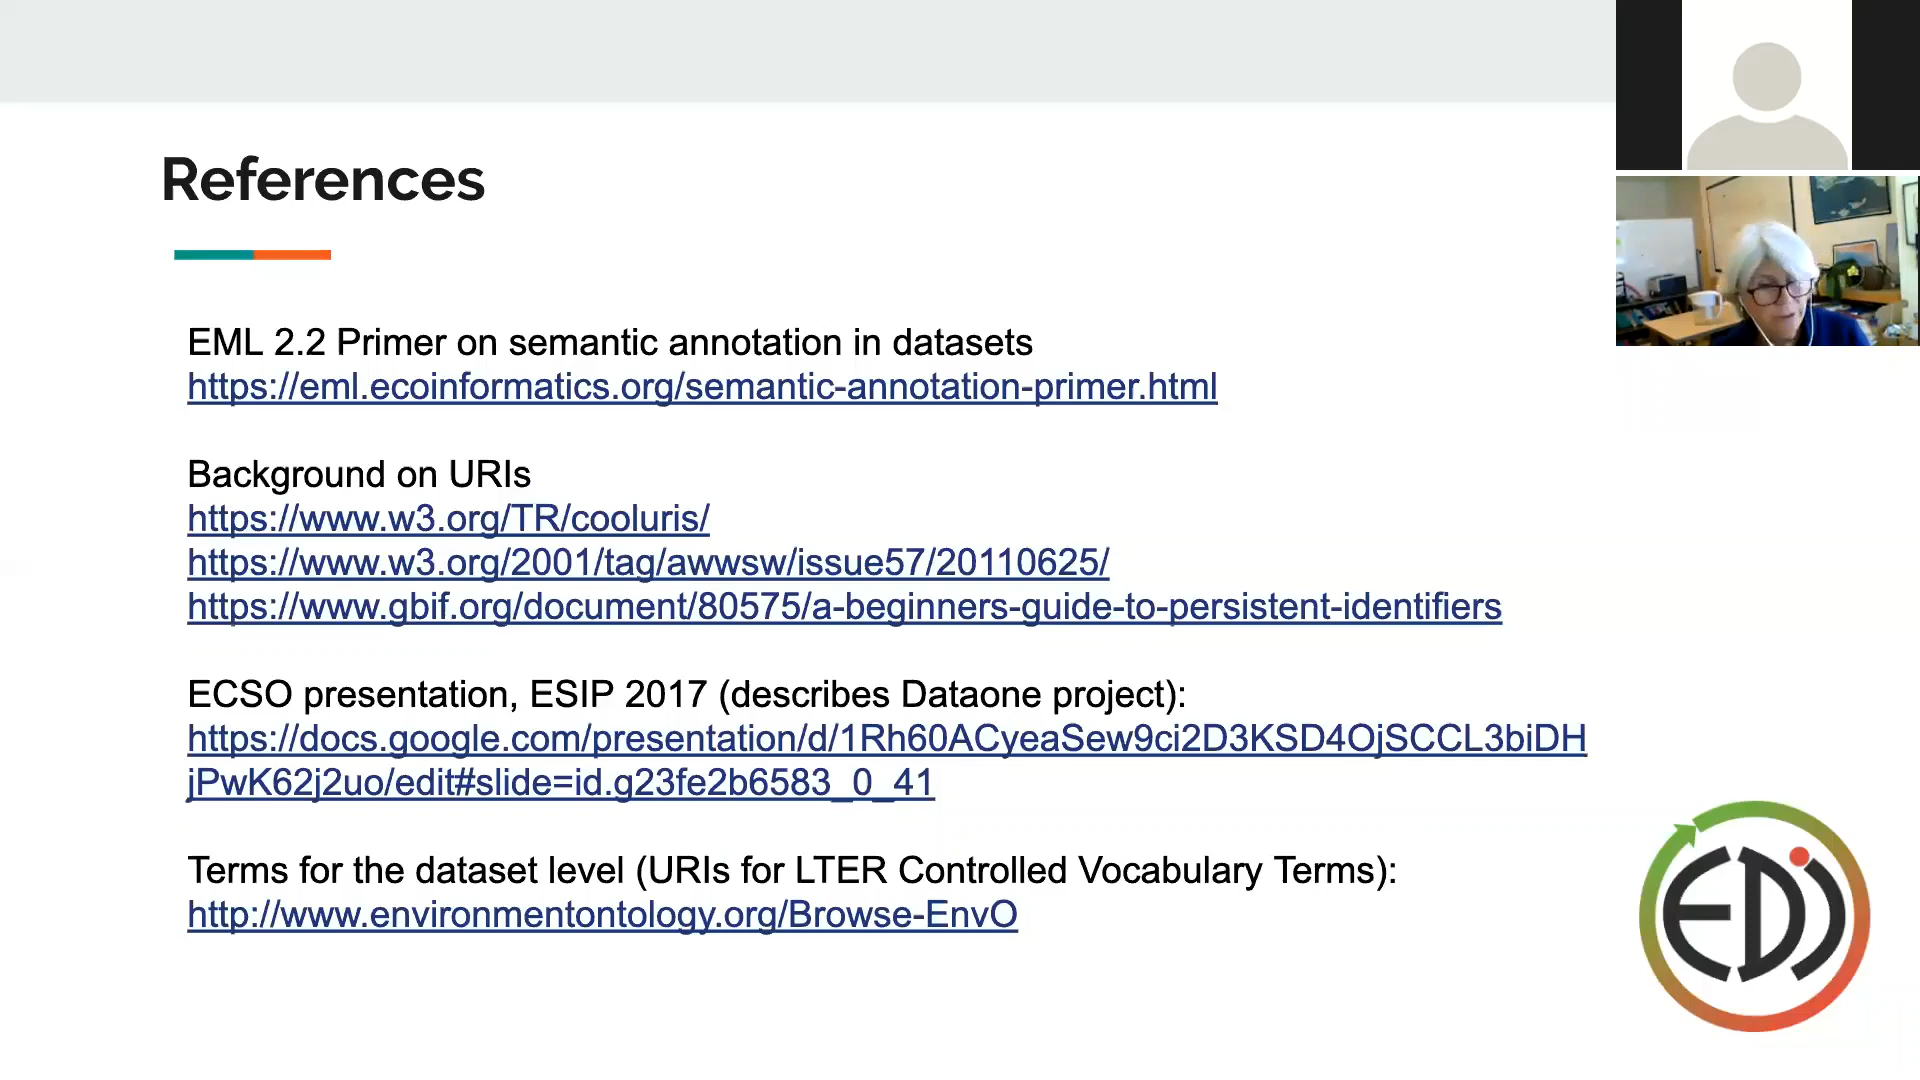 References
EML 2.2 Primer on semantic annotation in datasets
https://eml.ecoinformatics.org/semantic-annotation-primer.html
Background on URIs
https://www.w3.org/TR/cooluris/
https://www.w3.org/2001/tag/awwsw/issue57/20110625/
https://www.gbif.org/document/80575/a-beginners-guide-to-persistent-identifiers
ECSO presentation, ESIP 2017 (describes Dataone project):
https://docs.google.com/presentation/d/1Rh60ACyeaSew9ci2D3KSD4OjSCCL3biDH
jPwK62j2uo/edit#slide=id.g23fe2b6583_0_41
Terms for the dataset level (URIs for LTER Controlled Vocabulary Terms):
http://www.environmentontology.org/Browse-EnvO
EDI